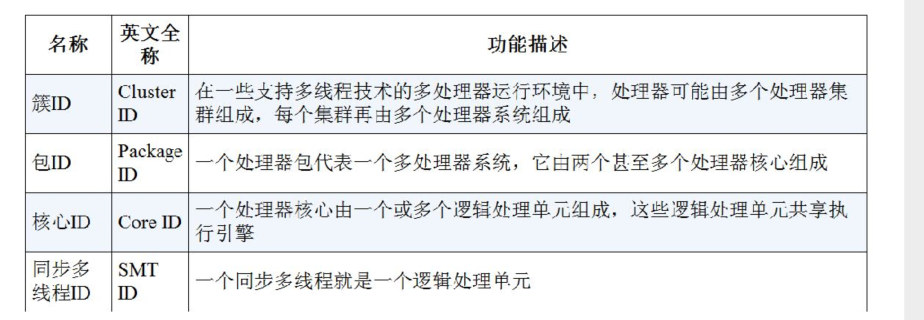 名称
英文全
称
功能描述
簇ID
Cluster
ID
在一些支持多线程技术的多处理器运行环境中，处理器可能由多个处理器集
群组成，每个集群再由多个处理器系统组成
包ID
Package
ID
一个处理器包代表一个多处理器系统，它由两个甚至多个处理器核心组成
核心ID
Core ID
一个处理器核心由一个或多个逻辑处理单元组成，这些逻辑处理单元共享执
行引擎
同步多
线程ID
SMT
ID
一个同步多线程就是一个逻辑处理单元